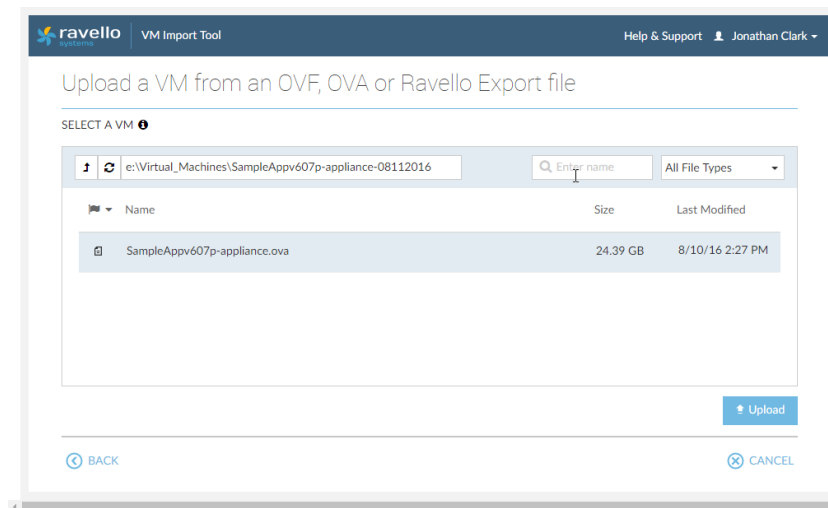 ravello systems VM Import Tool Help & Support Jonathan Clark
Upload a VM from an OVF, OVA or Ravello Export file
SELECT A VM
e:\Virtual_Machines\SampleAppv607p-appliance-08112016 Enter name All File Types
Name Size Last Modified
SampleAppv607p-appliance.ova 24.39 GB 8/10/16 2:27 PM
Upload
BACK CANCEL